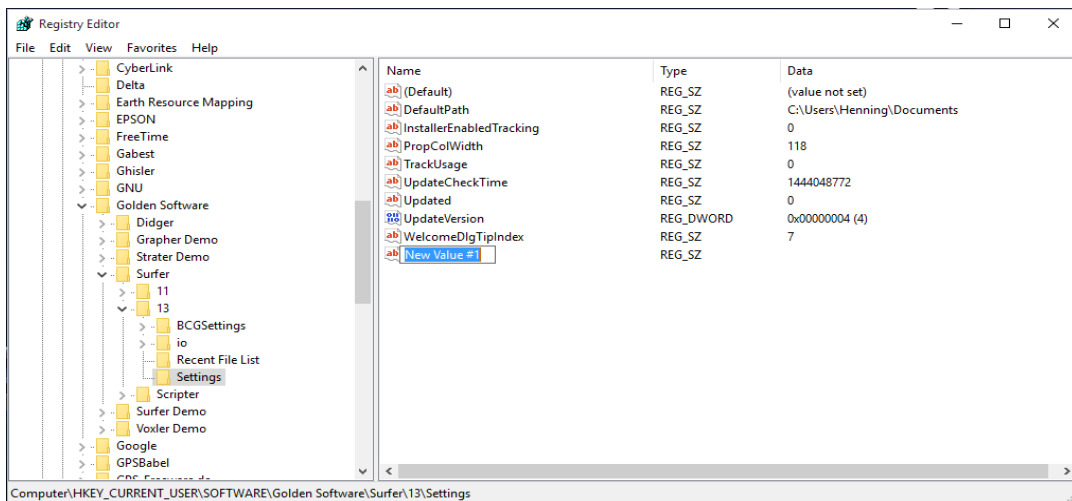 Registry Editor
File Edit View Favorites Help
CyberLink
Delta
Earth Resource Mapping
EPSON
FreeTime
Gabest
Ghisler
GNU
Golden Software
Didger
Grapher Demo
Strater Demo
Surfer
11
13
BCGSettings
io
Recent File List
Settings
Scripter
Surfer Demo
Voxler Demo
Google
GPSBabel
Name Type Data
(Default) REG_SZ (value not set)
DefaultPath REG_SZ C:\Users\Henning\Documents
InstallerEnabledTracking REG_SZ 0
PropColWidth REG_SZ 118
TrackUsage REG_SZ 0
UpdateCheckTime REG_SZ 1444048772
Updated REG_SZ 0
UpdateVersion REG_DWORD 0x00000004 (4)
WelcomeDlgTipIndex REG_SZ 7
New Value #1 REG_SZ
Computer\HKEY_CURRENT_USER\SOFTWARE\Golden Software\Surfer\13\Settings